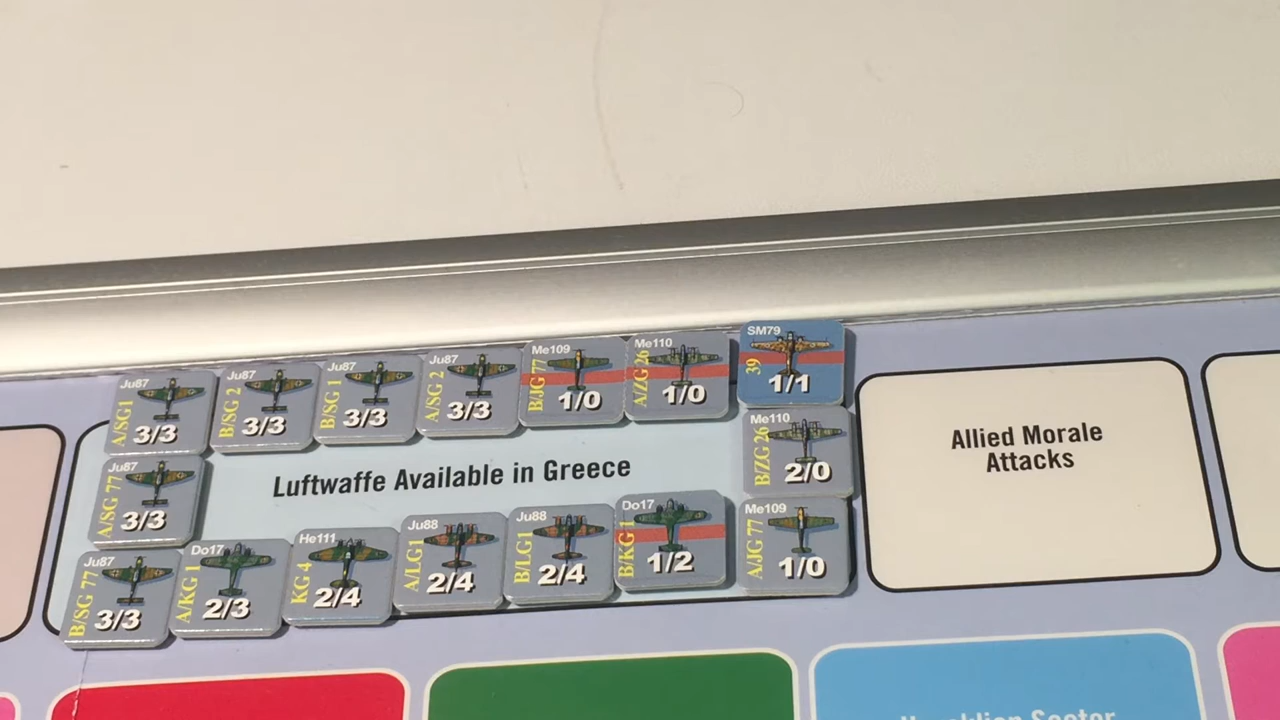 Ju87
A/SG1
3/3
Ju87
B/SG 2
3/3
Ju87
B/SG 1
3/3
Ju87
A/SG 2
3/3
Me109
B/JG 77
1/0
Me110
A/ZG 26
1/0
SM79
39
1/1
Ju87
A/SG 77
3/3
Luftwaffe Available in Greece
Me110
B/ZG 26
2/0
Allied Morale
Attacks
Ju87
B/SG 77
3/3
Do17
A/KG 1
2/3
He111
KG 4
2/4
Ju88
A/LG1
2/4
Ju88
B/LG1
2/4
Do17
B/KG 1
1/2
Me109
A/JG 77
1/0
Sector